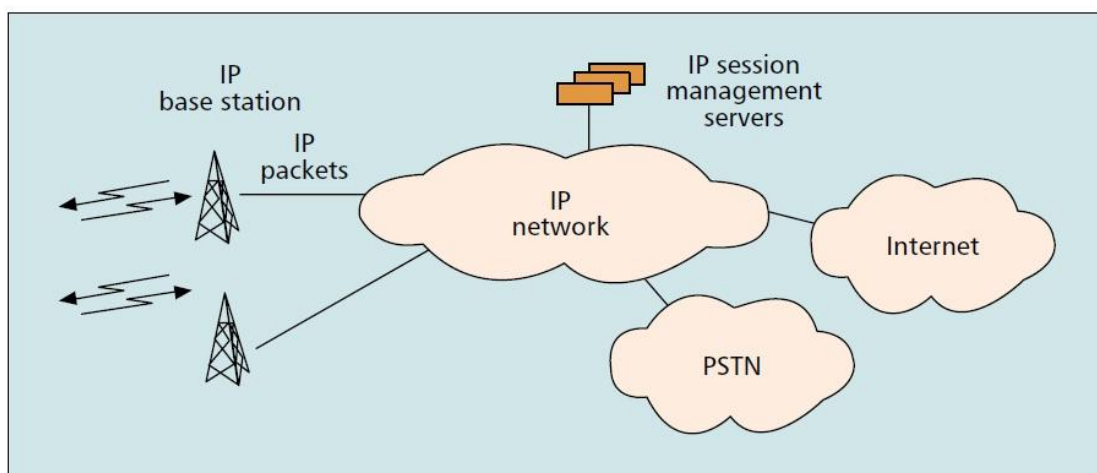 IP
base station
IP
packets
IP session
management
servers
IP
network
Internet
PSTN